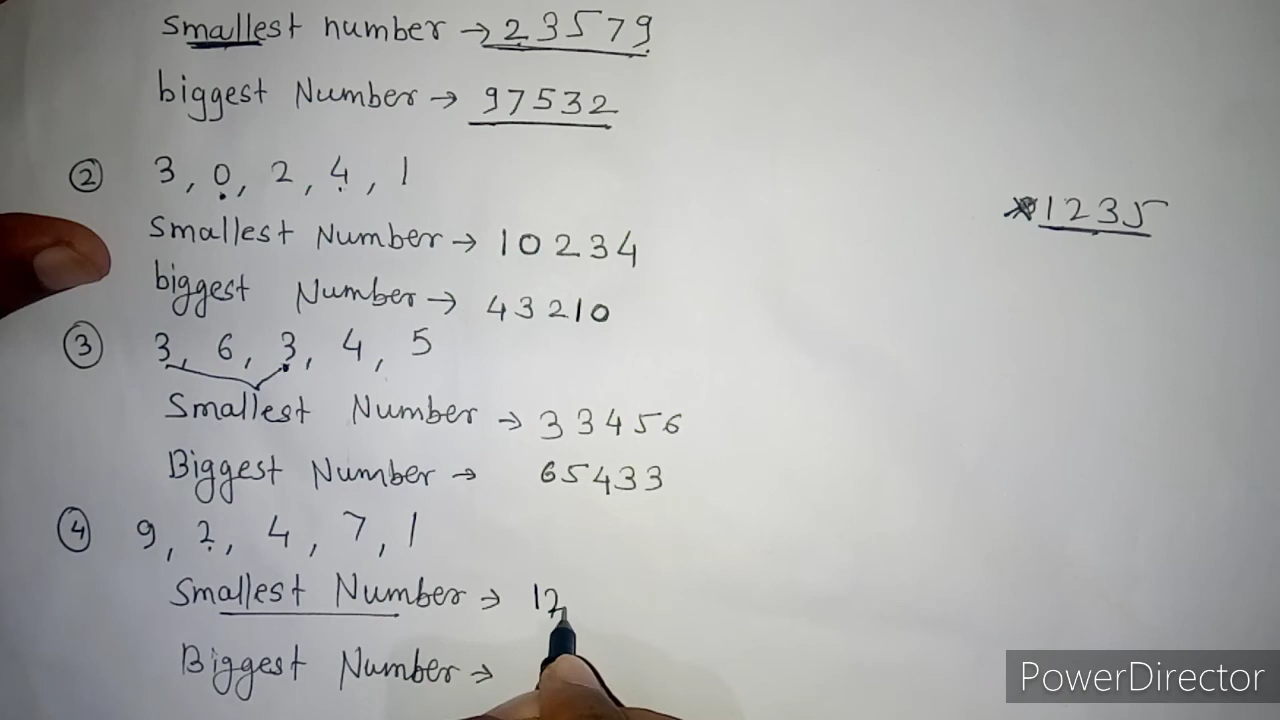 Smallest number → 23579
biggest Number → 97532
② 3, 0, 2, 4, 1
Smallest Number → 10234
biggest Number → 43210
③ 3, 6, 3, 4, 5
Smallest Number → 33456
Biggest Number → 65433
④ 9, 2, 4, 7, 1
Smallest Number → 12
Biggest Number →
1235
PowerDirector